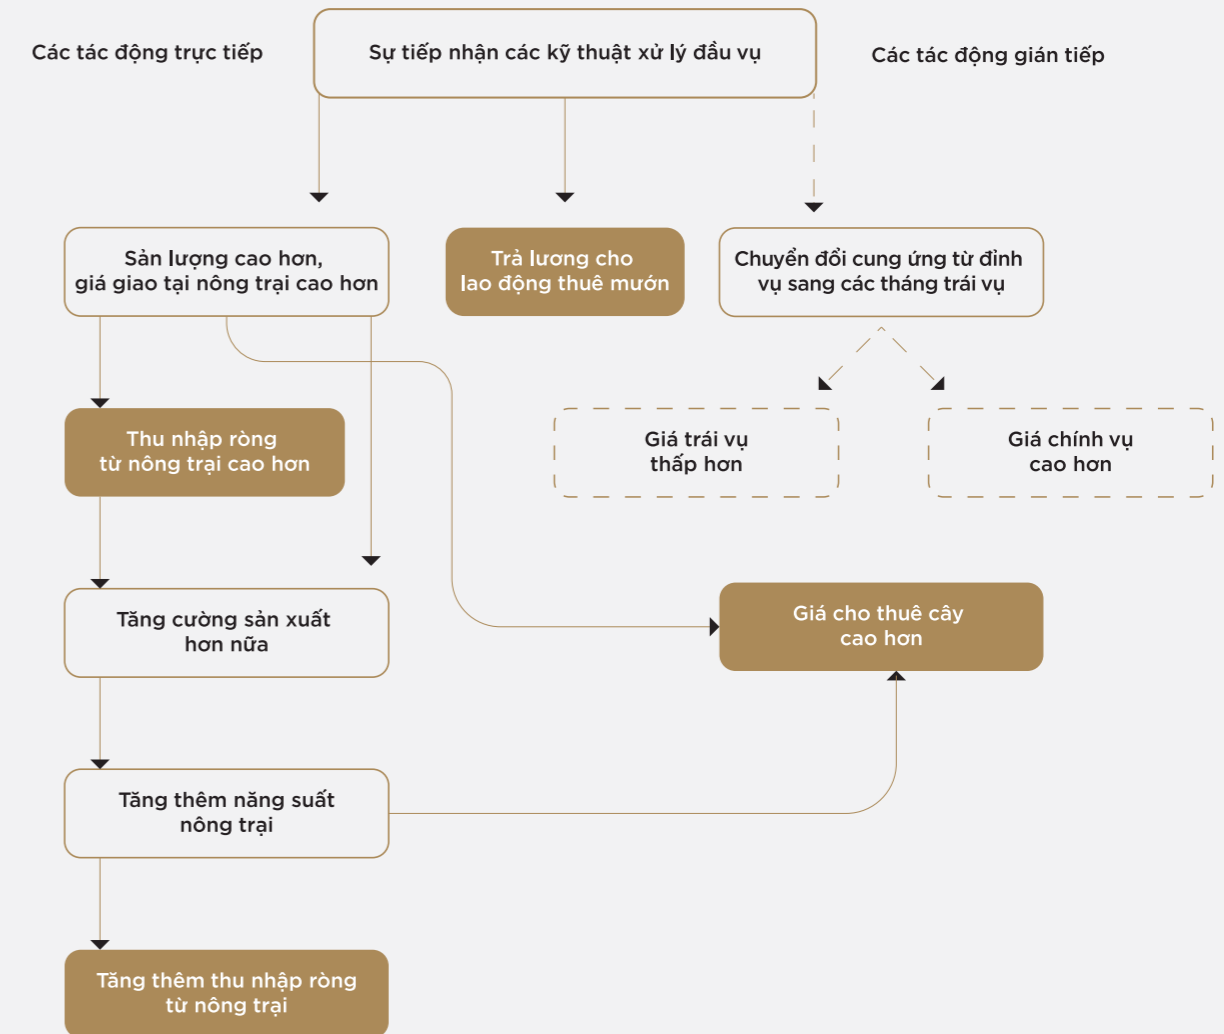 Các tác động trực tiếp
Sự tiếp nhận các kỹ thuật xử lý đầu vụ
Các tác động gián tiếp
Sản lượng cao hơn,
giá giao tại nông trại cao hơn
Trả lương cho
lao động thuê mướn
Chuyển đổi cung ứng từ đỉnh
vụ sang các tháng trái vụ
Thu nhập ròng
từ nông trại cao hơn
Giá trái vụ
thấp hơn
Giá chính vụ
cao hơn
Tăng cường sản xuất
hơn nữa
Giá cho thuê cây
cao hơn
Tăng thêm năng suất
nông trại
Tăng thêm thu nhập ròng
từ nông trại